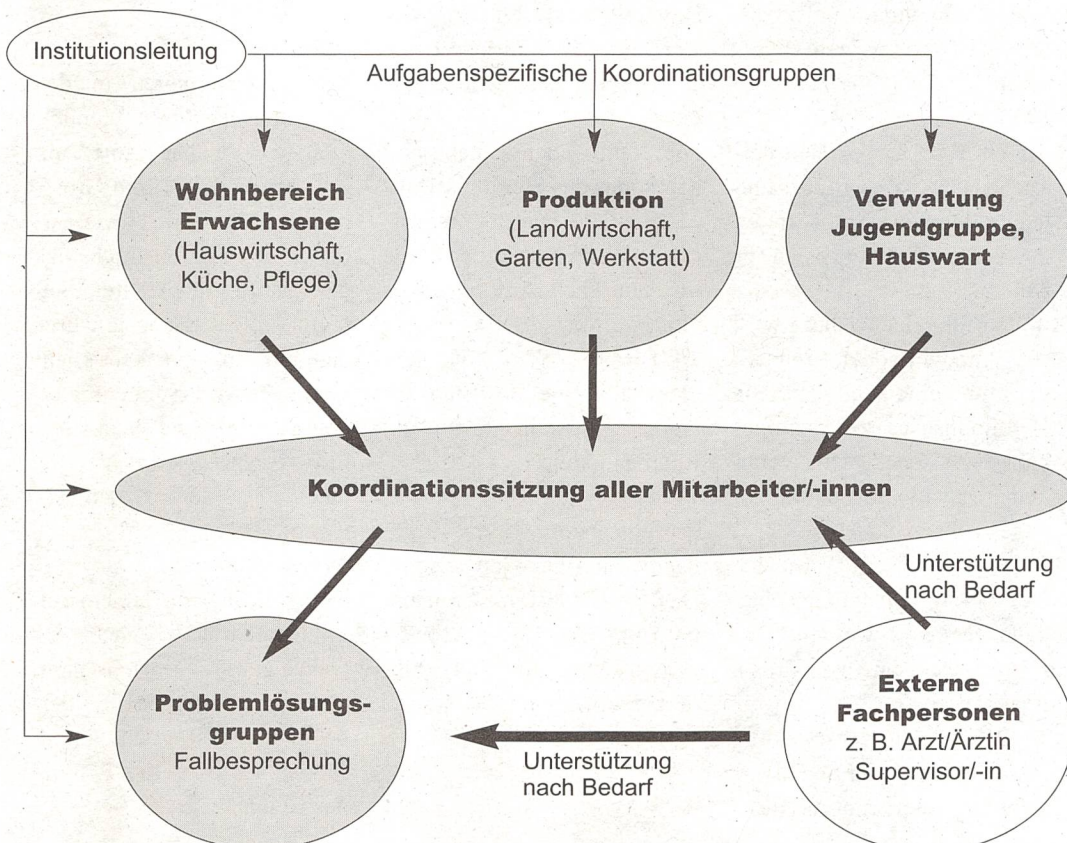 Institutionsleitung
Aufgabenspezifische Koordinationsgruppen
Wohnbereich
Erwachsene
(Hauswirtschaft,
Küche, Pflege)
Produktion
(Landwirtschaft,
Garten, Werkstatt)
Verwaltung
Jugendgruppe,
Hauswart
Koordinationssitzung aller Mitarbeiter/-innen
Unterstützung
nach Bedarf
Problemlösungs-
gruppen
Fallbesprechung
Unterstützung
nach Bedarf
Externe
Fachpersonen
z. B. Arzt/Ärztin
Supervisor/-in